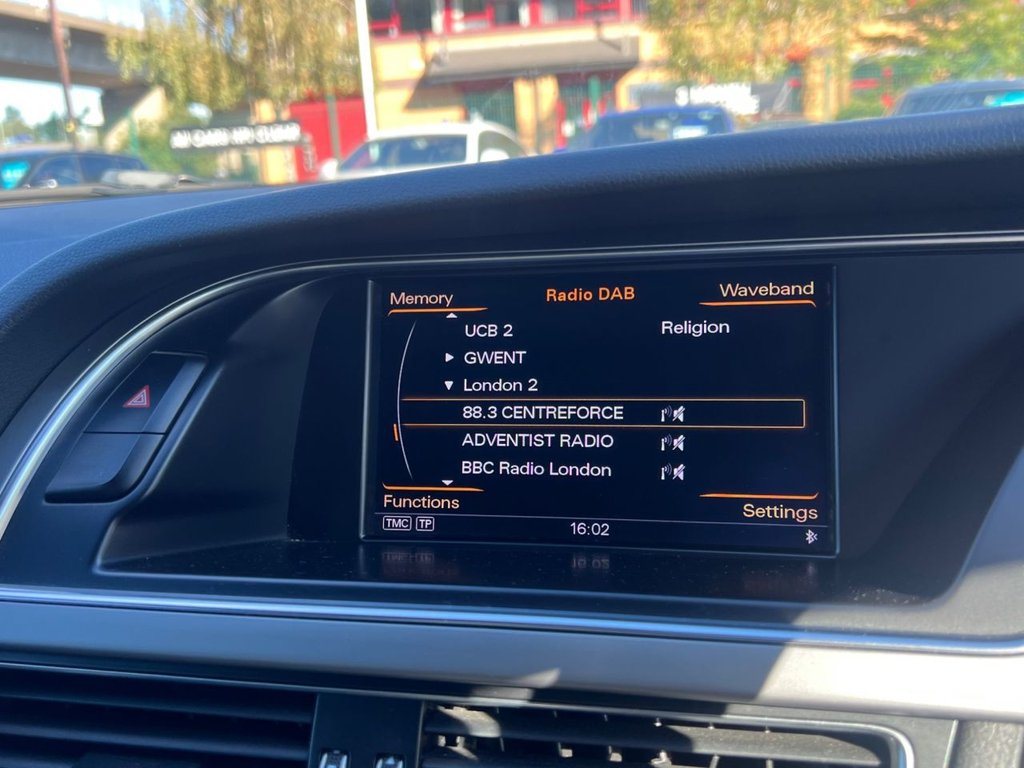 Memory Radio DAB Waveband
UCB 2 Religion
GWENT
London 2
88.3 CENTREFORCE
ADVENTIST RADIO
BBC Radio London
Functions Settings
TMC TP 16:02